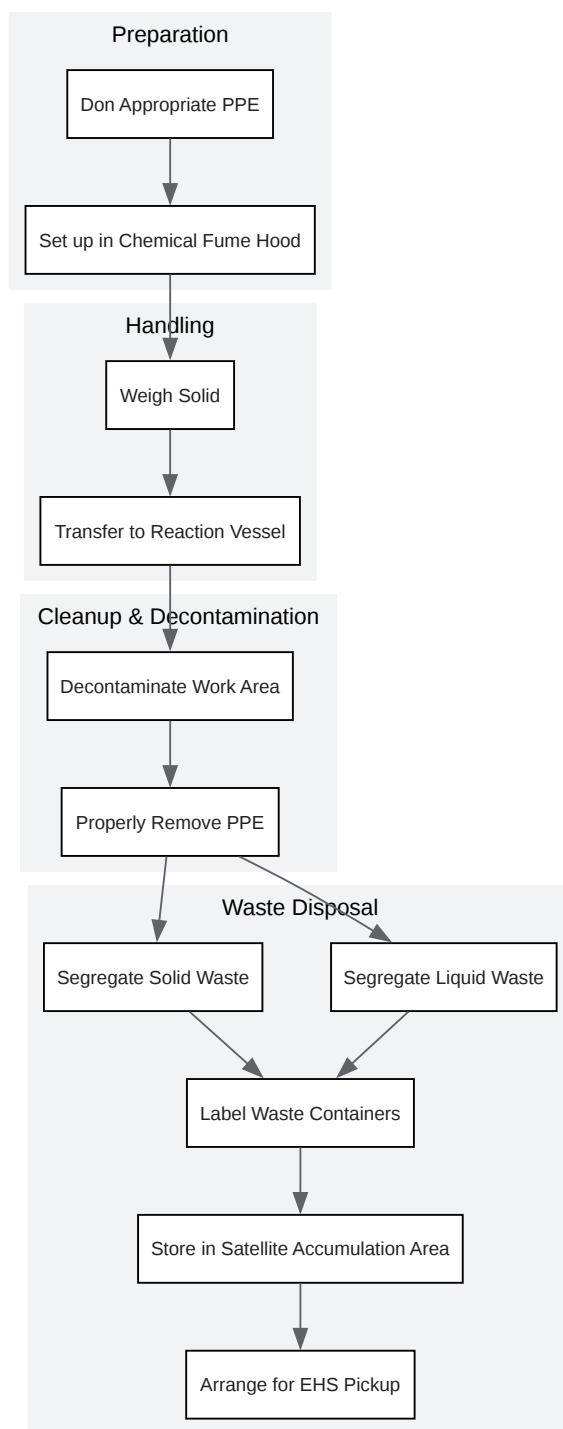 Preparation
Don Appropriate PPE
Set up in Chemical Fume Hood
Handling
Weigh Solid
Transfer to Reaction Vessel
Cleanup & Decontamination
Decontaminate Work Area
Properly Remove PPE
Waste Disposal
Segregate Solid Waste
Segregate Liquid Waste
Label Waste Containers
Store in Satellite Accumulation Area
Arrange for EHS Pickup